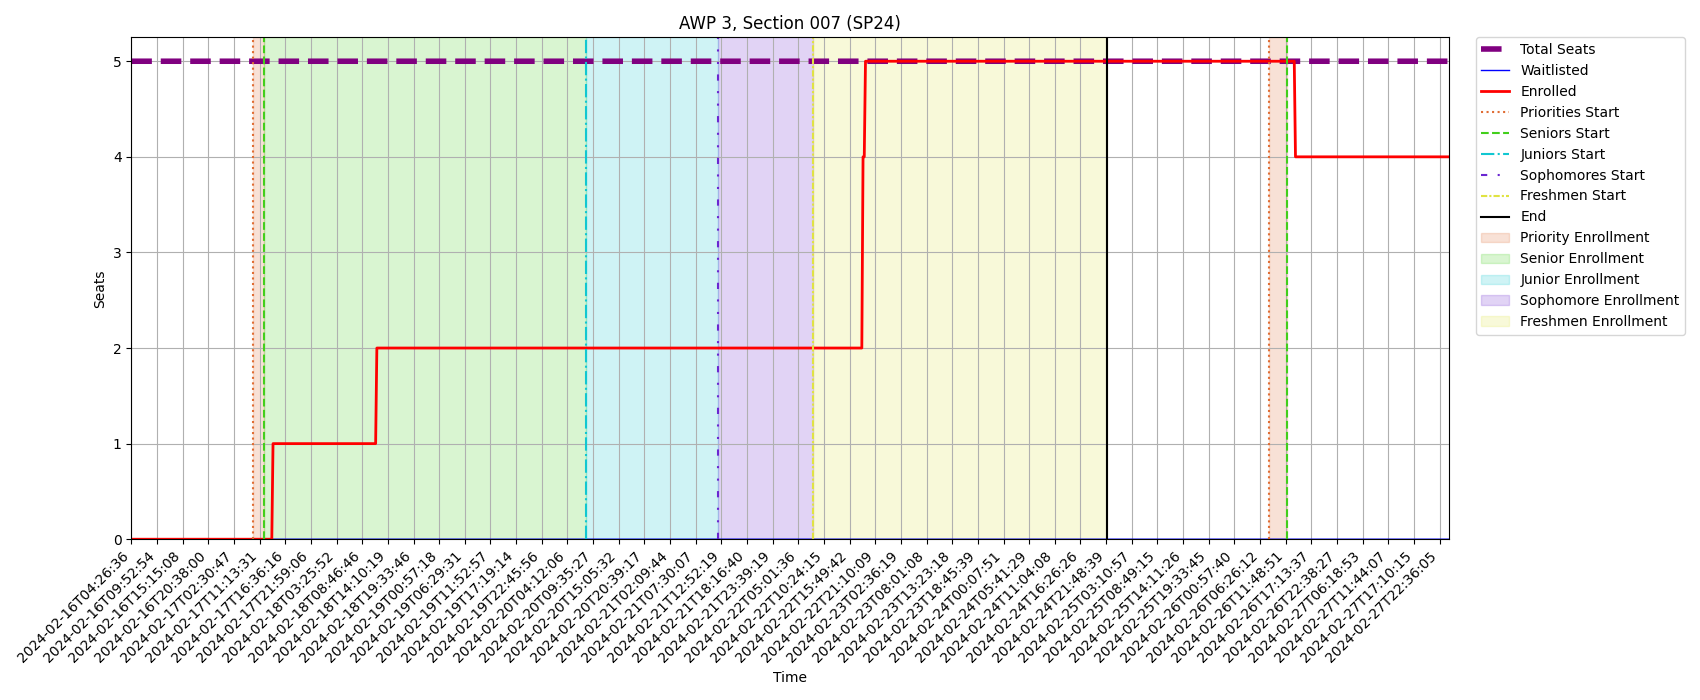 AWP 3, Section 007 (SP24)
Seats
5
4
3
2
1
0
2024-02-16T04:26:36
2024-02-16T09:52:54
2024-02-16T15:15:08
2024-02-16T20:38:00
2024-02-17T02:30:47
2024-02-17T11:13:31
2024-02-17T16:36:16
2024-02-17T21:59:06
2024-02-18T03:25:52
2024-02-18T08:46:46
2024-02-18T14:10:19
2024-02-18T19:33:46
2024-02-19T00:57:18
2024-02-19T06:29:31
2024-02-19T11:52:57
2024-02-19T17:19:14
2024-02-19T22:45:56
2024-02-20T04:12:06
2024-02-20T09:35:27
2024-02-20T15:05:32
2024-02-20T20:39:17
2024-02-21T02:09:44
2024-02-21T07:30:07
2024-02-21T12:52:19
2024-02-21T18:16:40
2024-02-21T23:39:19
2024-02-22T05:01:36
2024-02-22T10:24:15
2024-02-22T15:49:42
2024-02-22T21:10:09
2024-02-23T02:36:19
2024-02-23T08:01:08
2024-02-23T13:23:18
2024-02-23T18:45:39
2024-02-24T00:07:51
2024-02-24T05:41:29
2024-02-24T11:04:08
2024-02-24T16:26:26
2024-02-24T21:48:39
2024-02-25T03:10:57
2024-02-25T08:49:15
2024-02-25T14:11:26
2024-02-25T19:33:45
2024-02-26T00:57:40
2024-02-26T06:26:12
2024-02-26T11:48:51
2024-02-26T17:13:37
2024-02-26T22:38:27
2024-02-27T06:18:53
2024-02-27T11:44:07
2024-02-27T17:10:15
2024-02-27T22:36:05
Time
Total Seats
Waitlisted
Enrolled
Priorities Start
Seniors Start
Juniors Start
Sophomores Start
Freshmen Start
End
Priority Enrollment
Senior Enrollment
Junior Enrollment
Sophomore Enrollment
Freshmen Enrollment